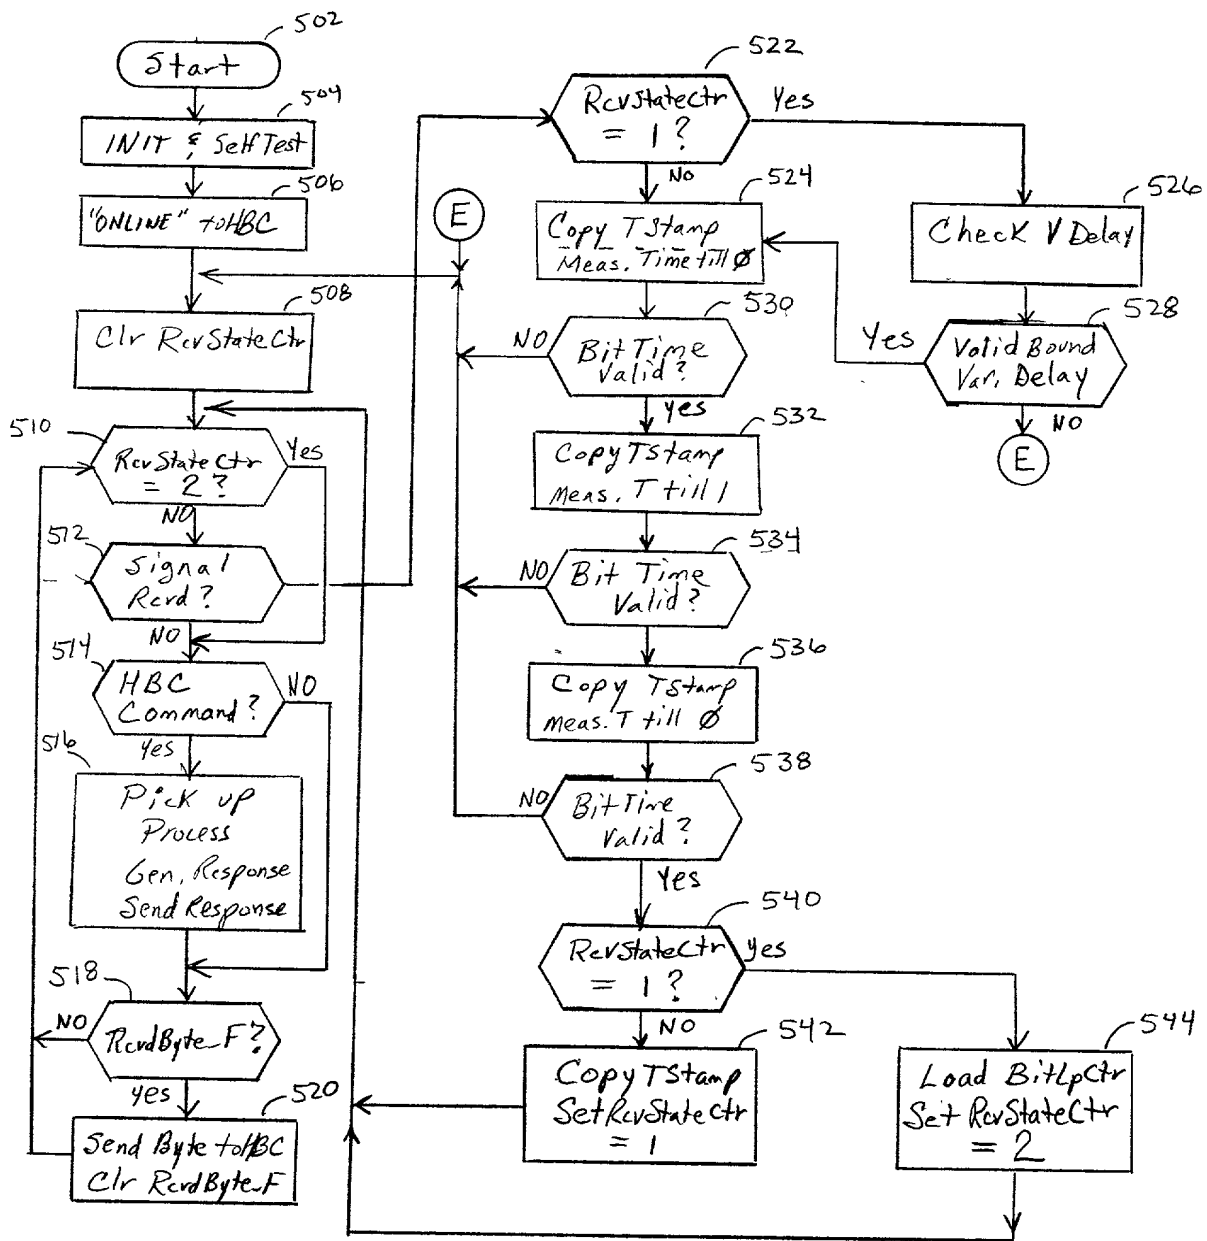 502
Start
504
INIT & Self Test
506
"ONLINE" to HBC
508
Clr RcvStateCtr
510
RcvStateCtr
= 2 ?
Yes
NO
512
Signal
Rcvd?
NO
514
HBC
Command?
NO
Yes
516
Pick up
Process
Gen. Response
Send Response
518
RcvdByte_F?
NO
yes
520
Send Byte to HBC
Clr RcvdByte_F
E
522
RcvStateCtr
= 1 ?
Yes
NO
524
Copy TStamp
Meas. Time till Ø
526
Check V Delay
528
Valid Bound
Var. Delay
Yes
NO
E
530
Bit Time
Valid?
NO
yes
532
Copy TStamp
Meas. T till 1
534
Bit Time
Valid?
NO
536
Copy TStamp
meas. T till Ø
538
Bit Time
Valid?
NO
Yes
540
RcvStateCtr
= 1 ?
yes
NO
542
Copy TStamp
Set RcvStateCtr
= 1
544
Load BitLpCtr
Set RcvStateCtr
= 2